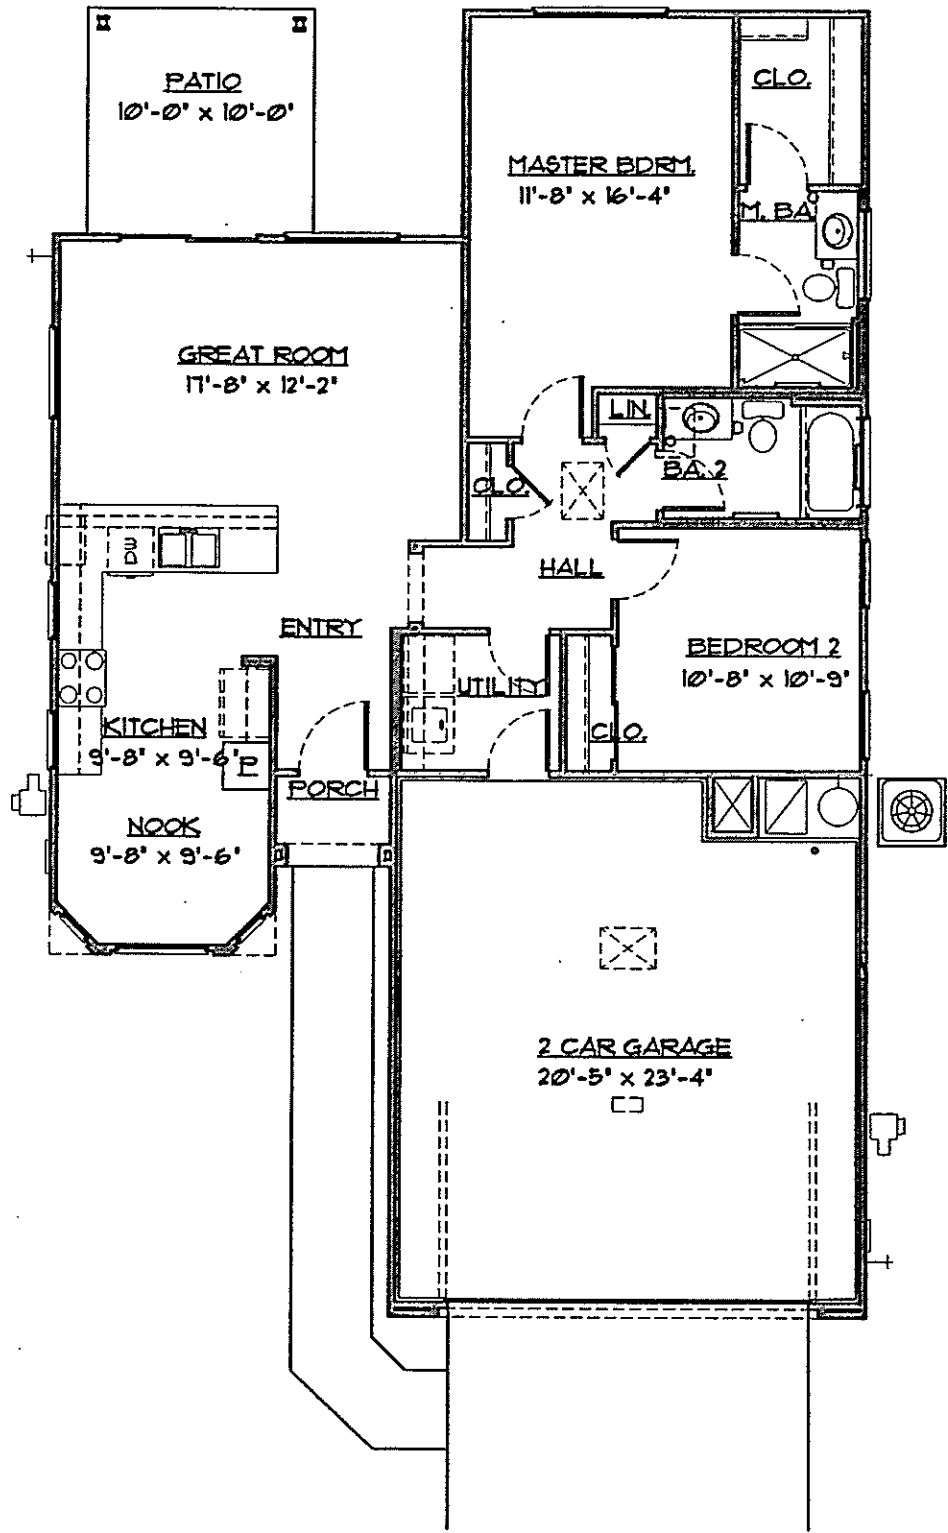 PATIO
10'-0" x 10'-0"
CLO.
MASTER BDRM.
11'-8" x 16'-4"
M. BA.
GREAT ROOM
17'-8" x 12'-2"
LIN.
BA. 2
CLO.
DW
HALL
ENTRY
BEDROOM 2
10'-8" x 10'-9"
UTILITY
KITCHEN
9'-8" x 9'-6"
P
CLO.
PORCH
NOOK
9'-8" x 9'-6"
2 CAR GARAGE
20'-5" x 23'-4"